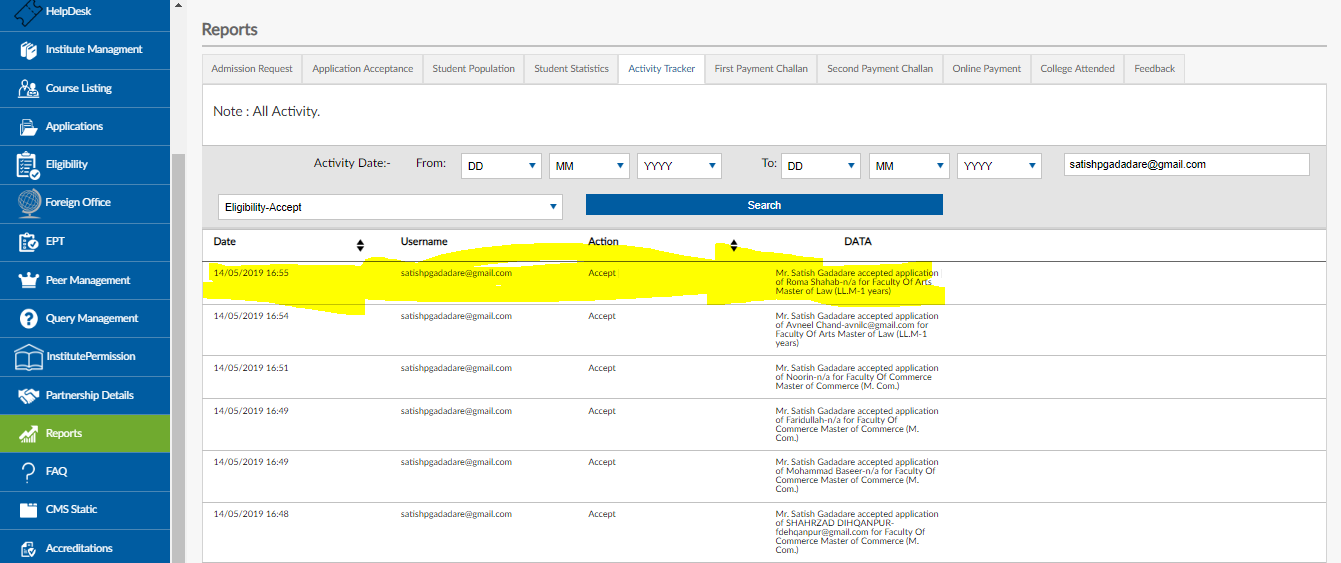 HelpDesk
Institute Managment
Course Listing
Applications
Eligibility
Foreign Office
EPT
Peer Management
Query Management
InstitutePermission
Partnership Details
Reports
FAQ
CMS Static
Accreditations
Reports
Admission Request Application Acceptance Student Population Student Statistics Activity Tracker First Payment Challan Second Payment Challan Online Payment College Attended Feedback
Note : All Activity.
Activity Date:- From: DD MM YYYY To: DD MM YYYY satishpgadadare@gmail.com
Eligibility-Accept Search
Date Username Action DATA
14/05/2019 16:55 satishpgadadare@gmail.com Accept Mr. Satish Gadadare accepted application
of Roma Shahab-n/a for Faculty Of Arts
Master of Law (LL.M-1 years)
14/05/2019 16:54 satishpgadadare@gmail.com Accept Mr. Satish Gadadare accepted application
of Avneel Chand-avnilc@gmail.com for
Faculty Of Arts Master of Law (LL.M-1
years)
14/05/2019 16:51 satishpgadadare@gmail.com Accept Mr. Satish Gadadare accepted application
of Noorin-n/a for Faculty Of Commerce
Master of Commerce (M. Com.)
14/05/2019 16:49 satishpgadadare@gmail.com Accept Mr. Satish Gadadare accepted application
of Faridullah-n/a for Faculty Of
Commerce Master of Commerce (M.
Com.)
14/05/2019 16:49 satishpgadadare@gmail.com Accept Mr. Satish Gadadare accepted application
of Mohammad Baseer-n/a for Faculty Of
Commerce Master of Commerce (M.
Com.)
14/05/2019 16:48 satishpgadadare@gmail.com Accept Mr. Satish Gadadare accepted application
of SHAHRZAD DIHQANPUR-
fdehqanpur@gmail.com for Faculty Of
Commerce Master of Commerce (M.
Com.)